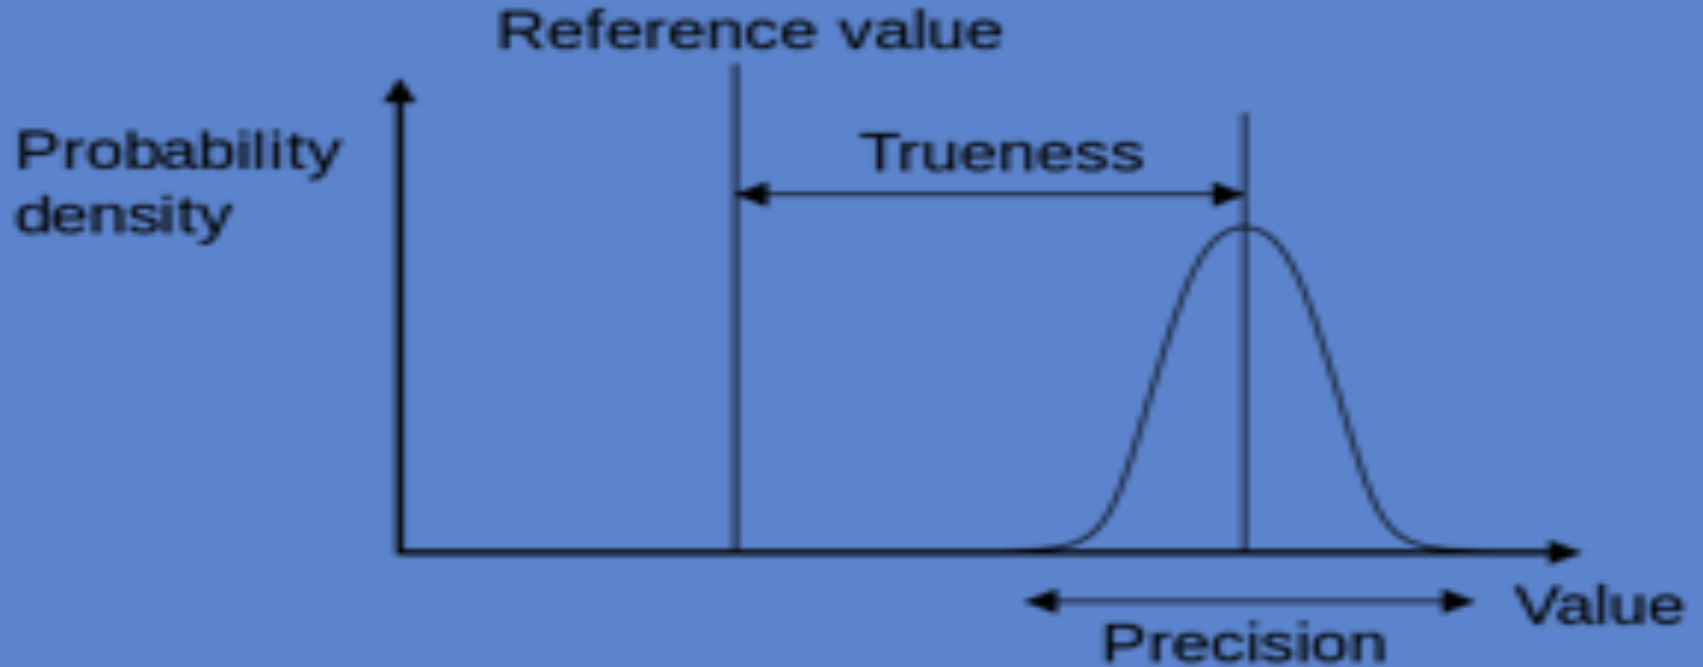 Reference value
Probability
density
Trueness
Value
Precision